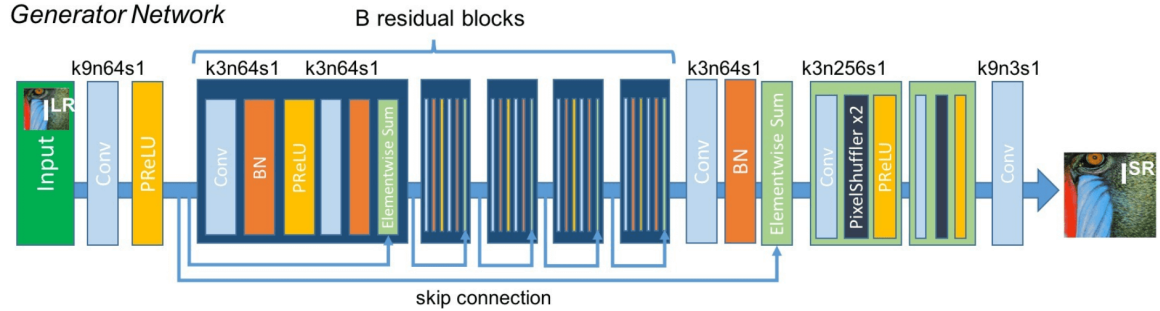 Generator Network
B residual blocks
k9n64s1
k3n64s1
k3n64s1
k3n64s1
k3n256s1
k9n3s1
I^LR
Input
Conv
PReLU
Conv
BN
PReLU
Elementwise Sum
Conv
BN
Elementwise Sum
Conv
PixelShuffler x2
PReLU
Conv
I^SR
skip connection